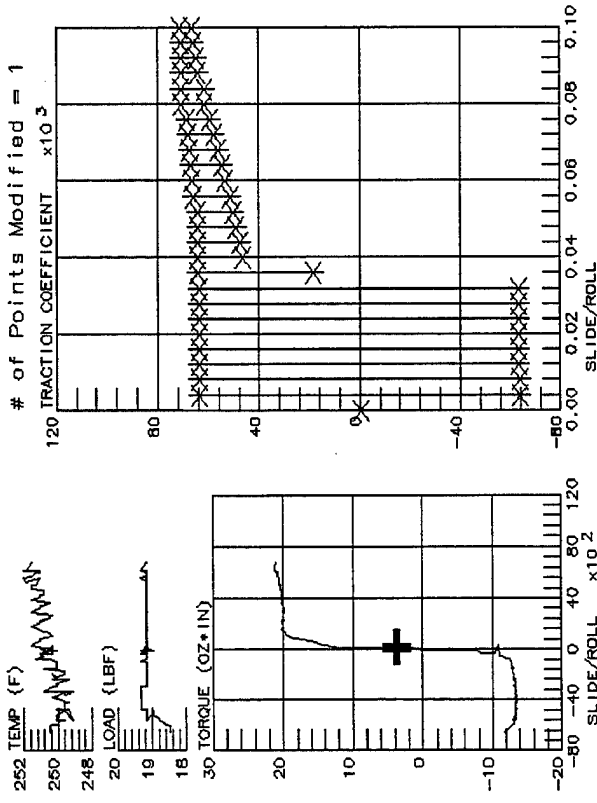 # of Points Modified = 1
TRACTION COEFFICIENT x10³
120
80
40
0
-40
-80
0.00 0.02 0.04 0.06 0.08 0.10
SLIDE/ROLL
252 TEMP (F)
250
248
20 LOAD (LBF)
19
18
30 TORQUE (OZ*IN)
20
10
0
-10
-20
-80 -40 0 40 80 120
SLIDE/ROLL x10 2